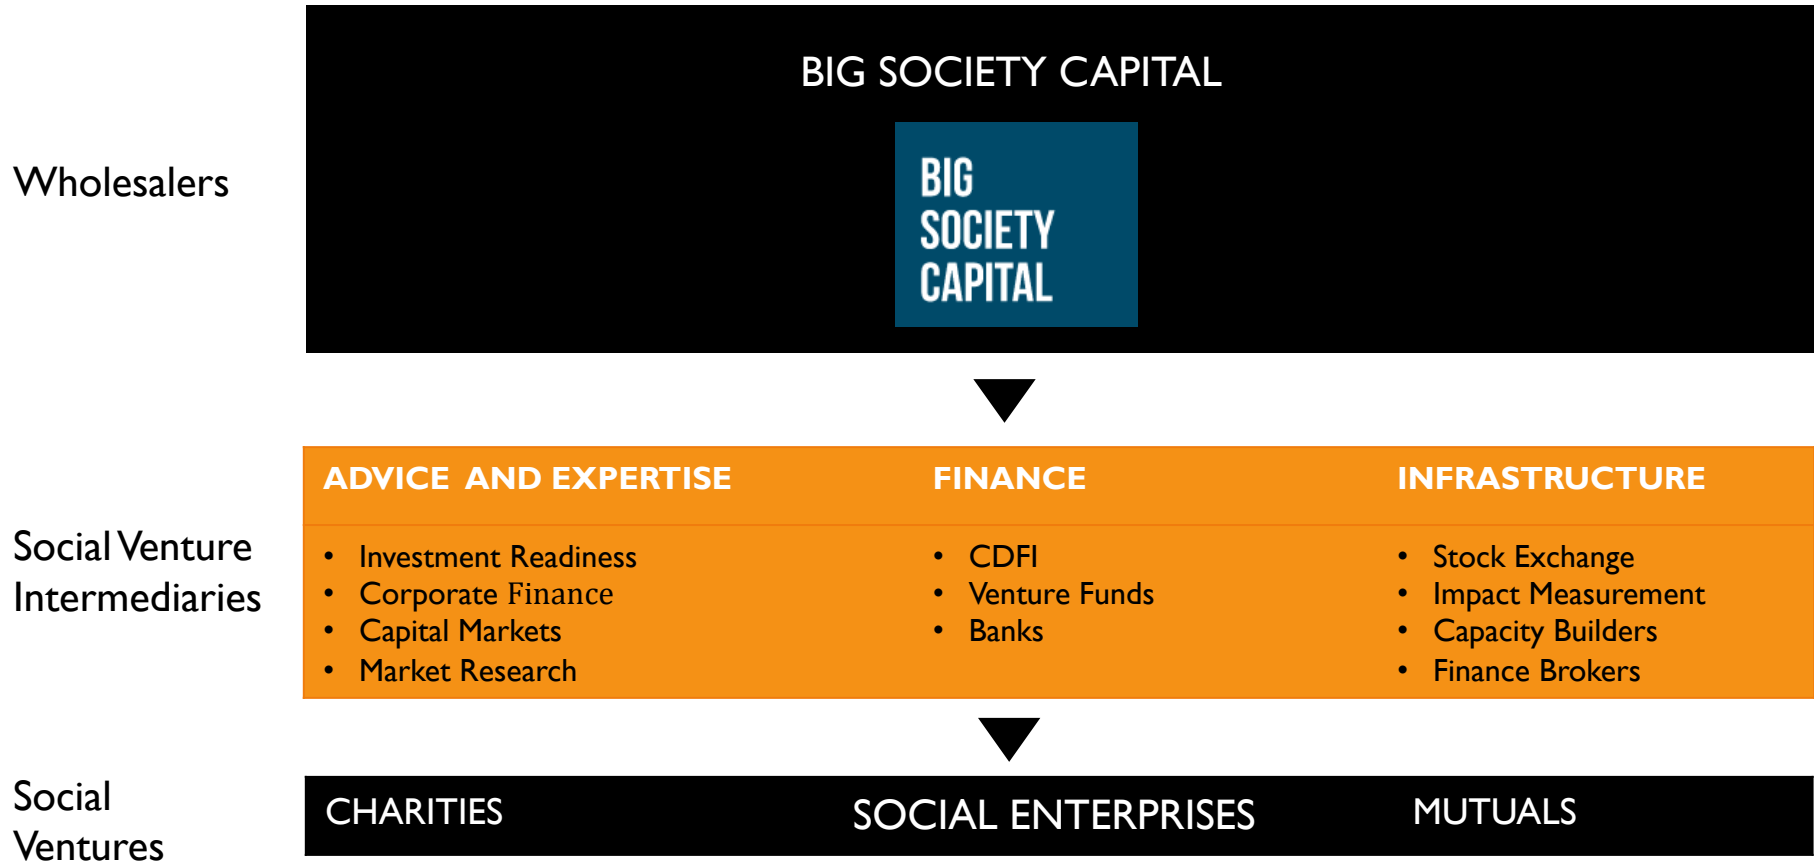 BIG SOCIETY CAPITAL
BIG
SOCIETY
CAPITAL
Wholesalers
ADVICE AND EXPERTISE
FINANCE
INFRASTRUCTURE
Social Venture
Intermediaries
• Investment Readiness
• Corporate Finance
• Capital Markets
• Market Research
• CDFI
• Venture Funds
• Banks
• Stock Exchange
• Impact Measurement
• Capacity Builders
• Finance Brokers
Social
Ventures
CHARITIES
SOCIAL ENTERPRISES
MUTUALS